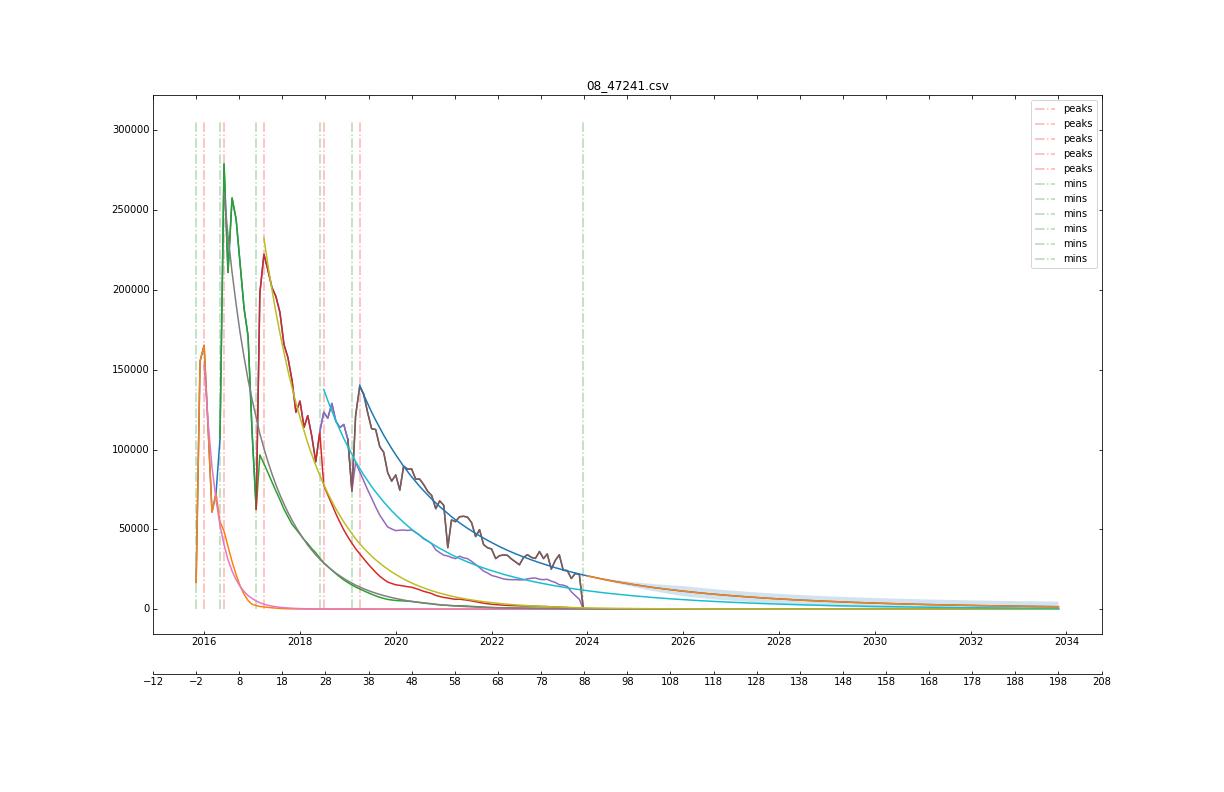 08_47241.csv
peaks
peaks
peaks
peaks
peaks
mins
mins
mins
mins
mins
mins
300000
250000
200000
150000
100000
50000
0
2016 2018 2020 2022 2024 2026 2028 2030 2032 2034
−12 −2 8 18 28 38 48 58 68 78 88 98 108 118 128 138 148 158 168 178 188 198 208